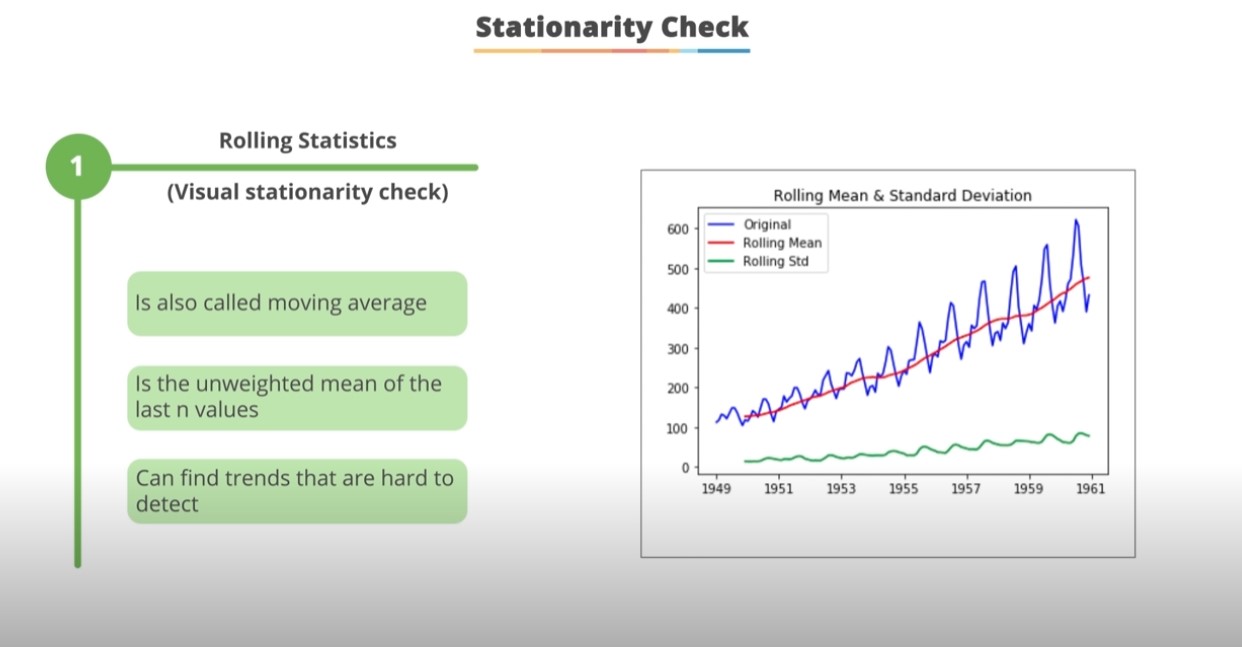 Stationarity Check
1
Rolling Statistics
(Visual stationarity check)
Is also called moving average
Is the unweighted mean of the
last n values
Can find trends that are hard to
detect
Rolling Mean & Standard Deviation
Original
Rolling Mean
Rolling Std
600
500
400
300
200
100
0
1949 1951 1953 1955 1957 1959 1961